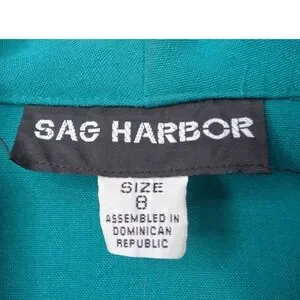 SAG HARBOR
SIZE
8
ASSEMBLED IN
DOMINICAN
REPUBLIC